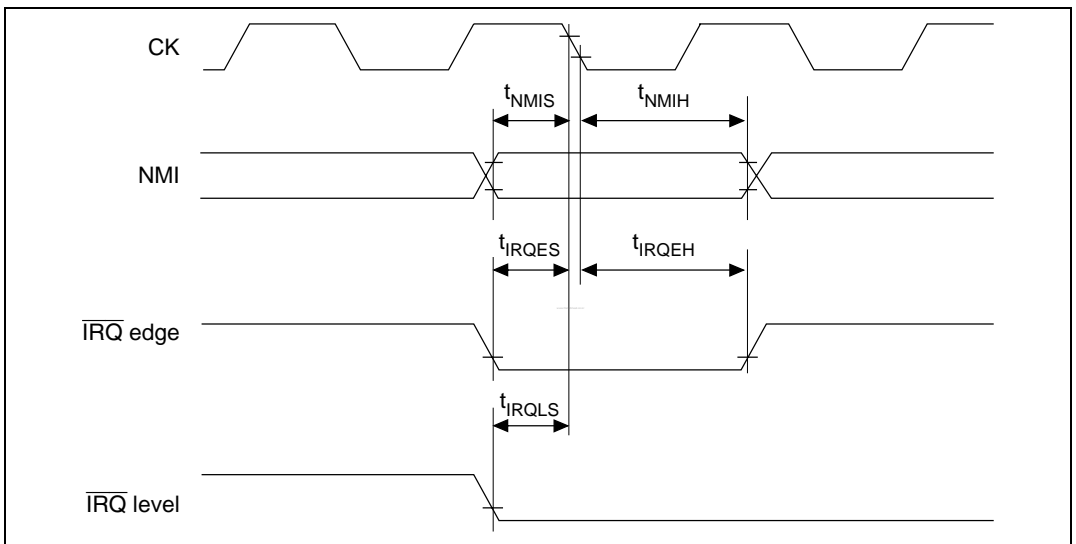 CK
tNMIS tNMIH
NMI
tIRQES tIRQEH
IRQ edge
tIRQLS
IRQ level